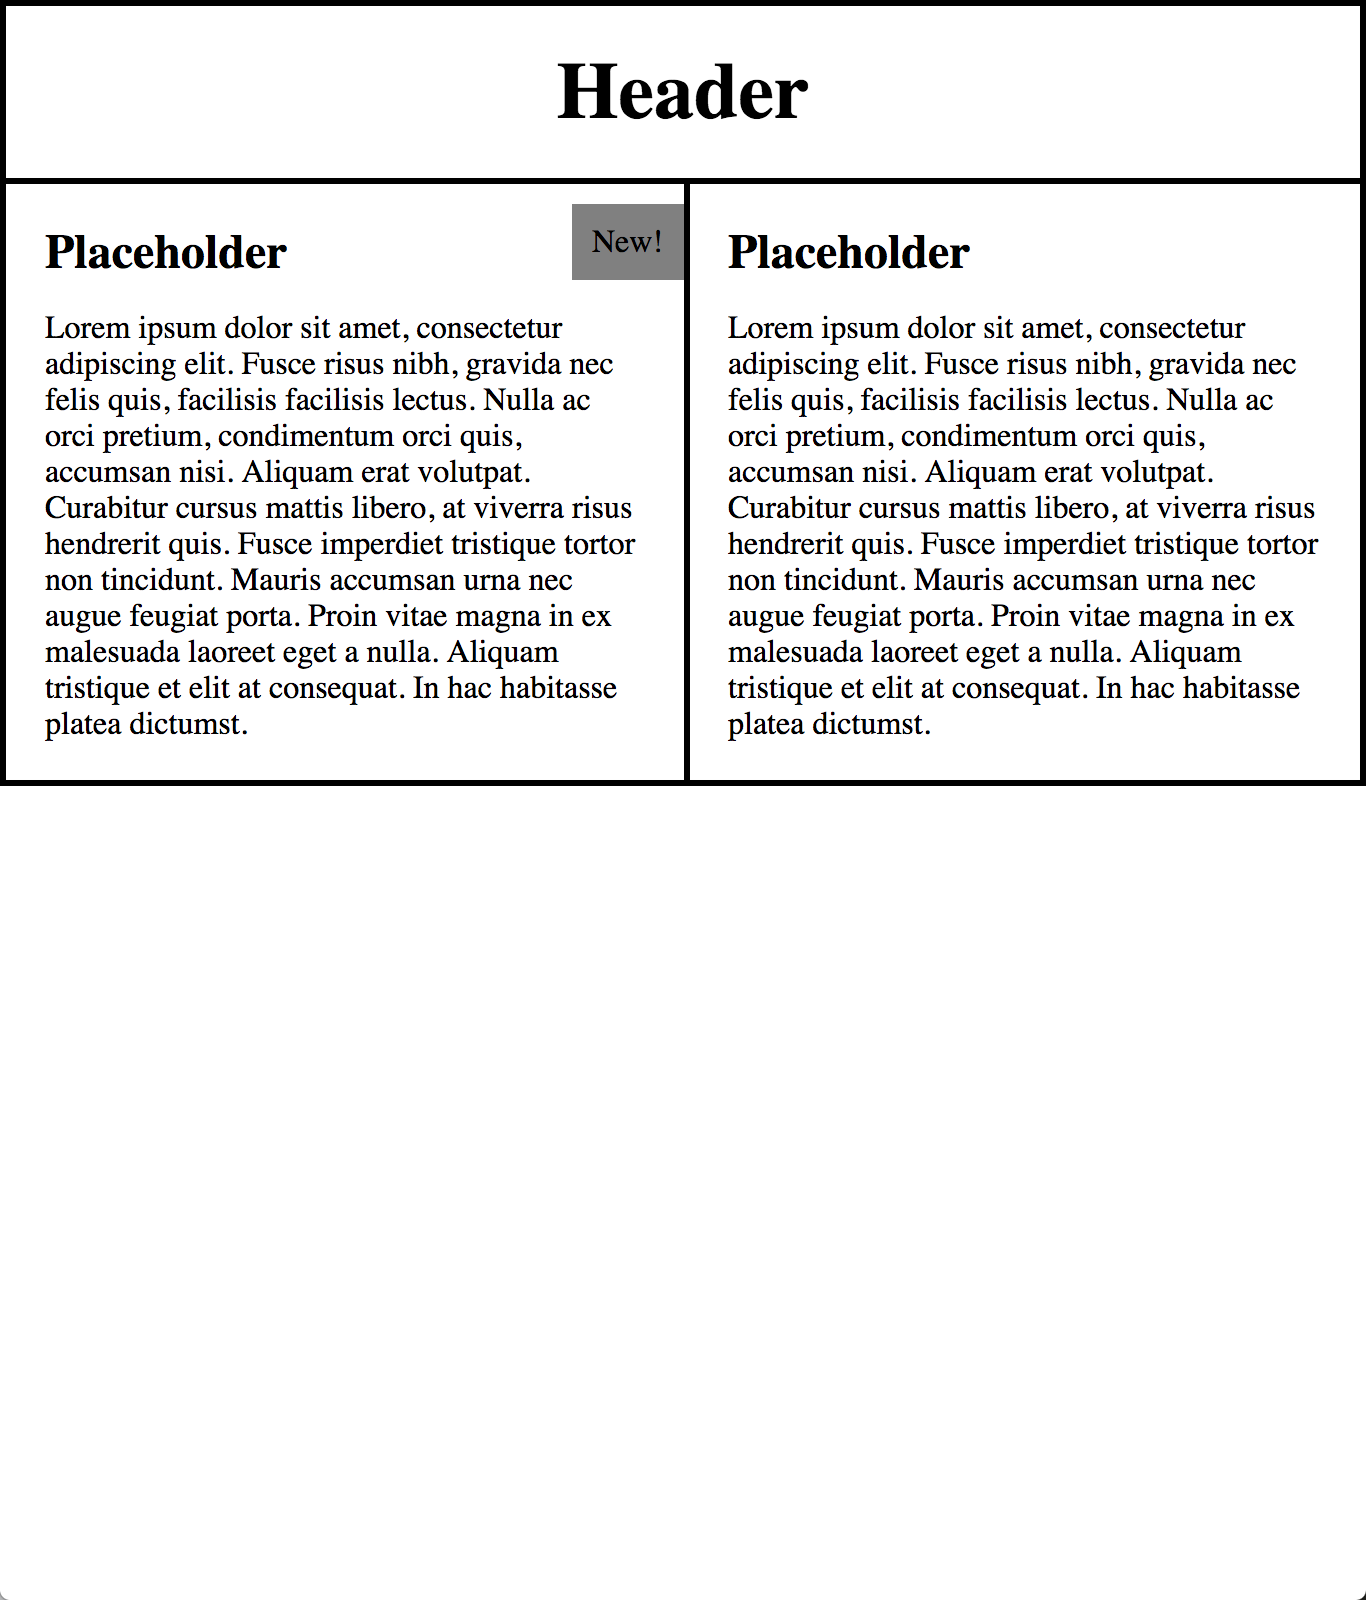 Header
Placeholder
New!
Lorem ipsum dolor sit amet, consectetur
adipiscing elit. Fusce risus nibh, gravida nec
felis quis, facilisis facilisis lectus. Nulla ac
orci pretium, condimentum orci quis,
accumsan nisi. Aliquam erat volutpat.
Curabitur cursus mattis libero, at viverra risus
hendrerit quis. Fusce imperdiet tristique tortor
non tincidunt. Mauris accumsan urna nec
augue feugiat porta. Proin vitae magna in ex
malesuada laoreet eget a nulla. Aliquam
tristique et elit at consequat. In hac habitasse
platea dictumst.
Placeholder
Lorem ipsum dolor sit amet, consectetur
adipiscing elit. Fusce risus nibh, gravida nec
felis quis, facilisis facilisis lectus. Nulla ac
orci pretium, condimentum orci quis,
accumsan nisi. Aliquam erat volutpat.
Curabitur cursus mattis libero, at viverra risus
hendrerit quis. Fusce imperdiet tristique tortor
non tincidunt. Mauris accumsan urna nec
augue feugiat porta. Proin vitae magna in ex
malesuada laoreet eget a nulla. Aliquam
tristique et elit at consequat. In hac habitasse
platea dictumst.